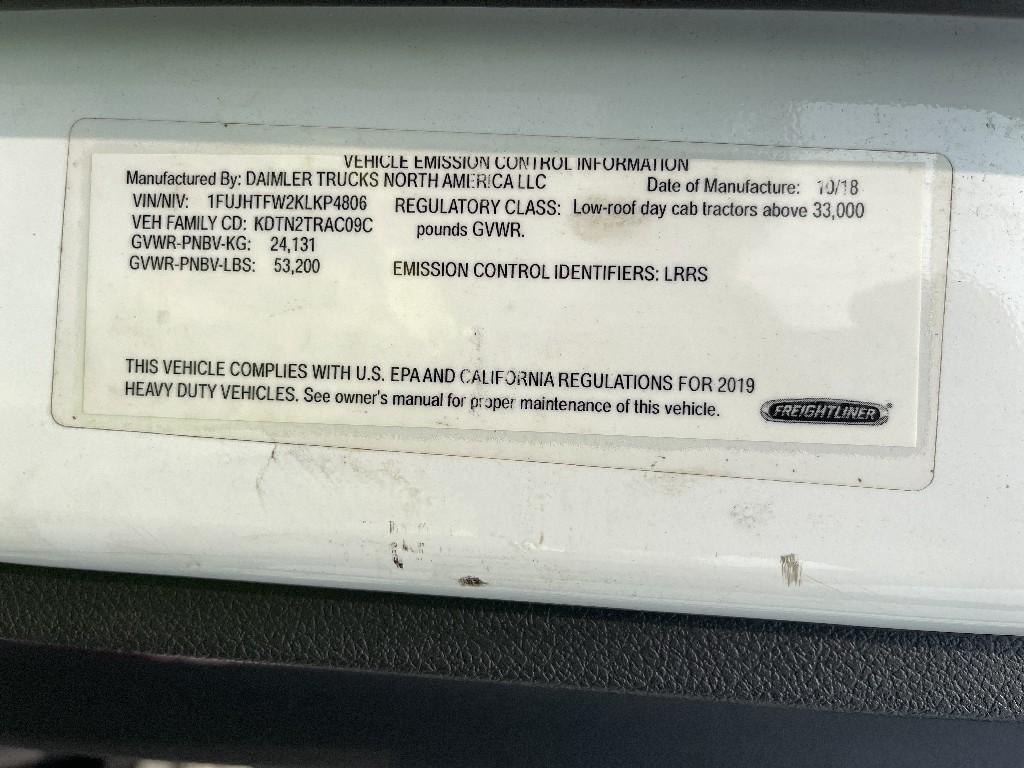 VEHICLE EMISSION CONTROL INFORMATION
Manufactured By: DAIMLER TRUCKS NORTH AMERICA LLC Date of Manufacture: 10/18
VIN/NIV: 1FUJHTFW2KLKP4806 REGULATORY CLASS: Low-roof day cab tractors above 33,000
VEH FAMILY CD: KDTN2TRAC09C pounds GVWR.
GVWR-PNBV-KG: 24,131
GVWR-PNBV-LBS: 53,200 EMISSION CONTROL IDENTIFIERS: LRRS
THIS VEHICLE COMPLIES WITH U.S. EPA AND CALIFORNIA REGULATIONS FOR 2019
HEAVY DUTY VEHICLES. See owner's manual for proper maintenance of this vehicle.
FREIGHTLINER